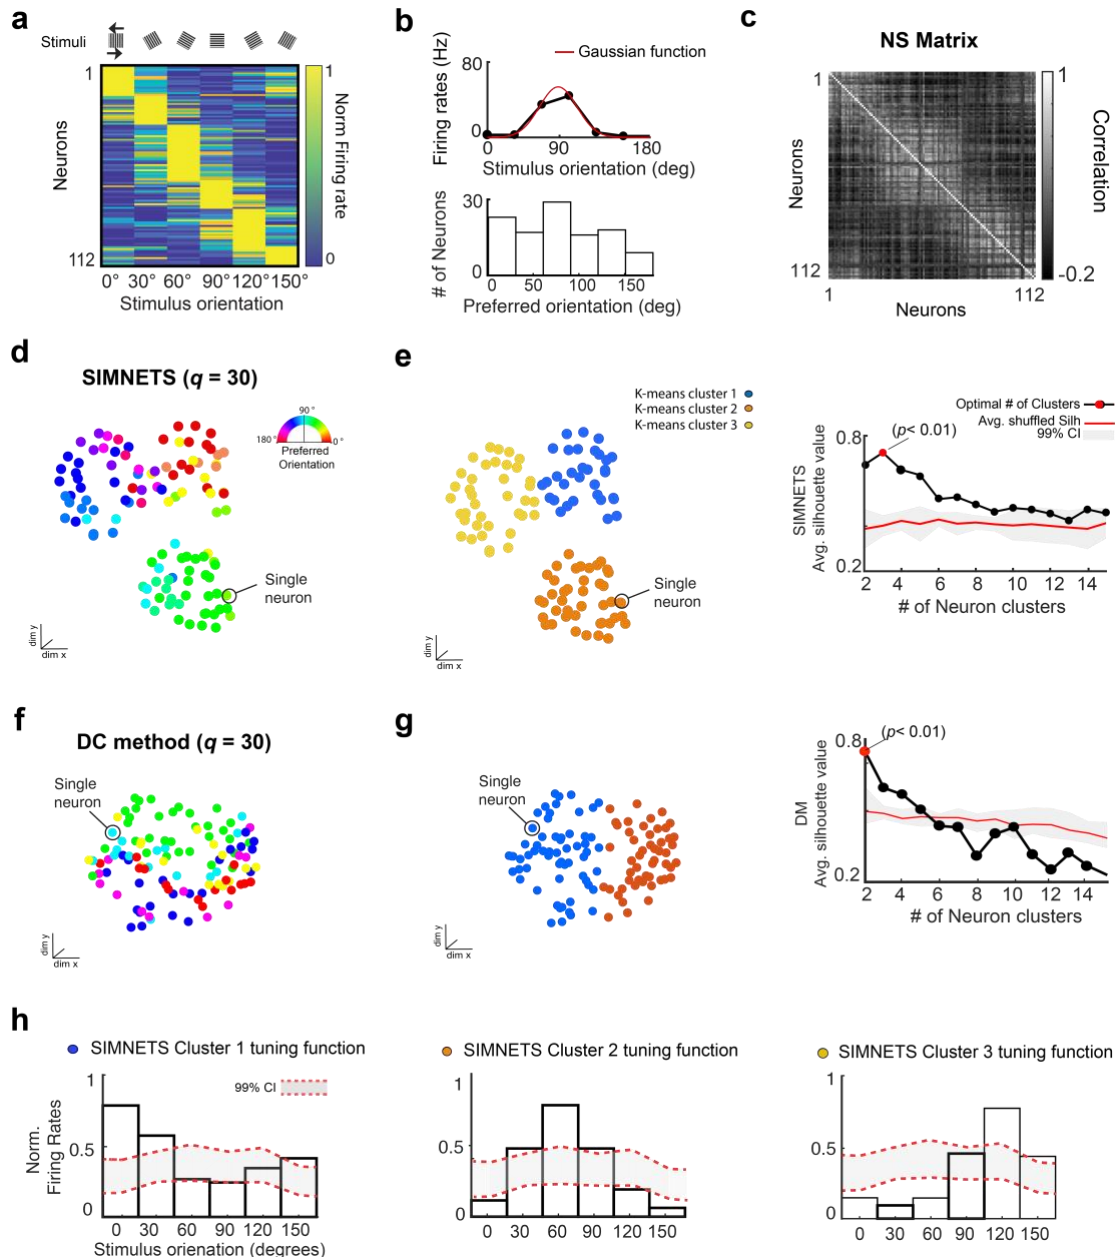 a
Stimuli
1
Neurons
112
0° 30° 60° 90° 120° 150°
Stimulus orientation
1
Norm Firing rate
0
b
Gaussian function
Firing rates (Hz)
80
0
0 90 180
Stimulus orientation (deg)
# of Neurons
30
0
0 50 100 150
Preferred orientation (deg)
c
NS Matrix
1
Neurons
112
1 112
Neurons
1
Correlation
-0.2
d
SIMNETS (q = 30)
90°
180° 0°
Preferred
Orientation
Single
neuron
dim y
dim x
e
K-means cluster 1
K-means cluster 2
K-means cluster 3
Single
neuron
dim y
dim x
Optimal # of Clusters
Avg. shuffled Silh
99% CI
(p< 0.01)
SIMNETS
Avg. silhouette value
0.8
0.2
2 4 6 8 10 12 14
# of Neuron clusters
f
DC method (q = 30)
Single
neuron
dim y
dim x
g
Single
neuron
dim y
dim x
(p< 0.01)
DM
Avg. silhouette value
0.8
0.2
2 4 6 8 10 12 14
# of Neuron clusters
h
SIMNETS Cluster 1 tuning function
99% CI
Norm.
Firing Rates
1
0.5
0
0 30 60 90 120 150
Stimulus orienation (degrees)
SIMNETS Cluster 2 tuning function
1
0.5
0
0 30 60 90 120 150
SIMNETS Cluster 3 tuning function
1
0.5
0
0 30 60 90 120 150